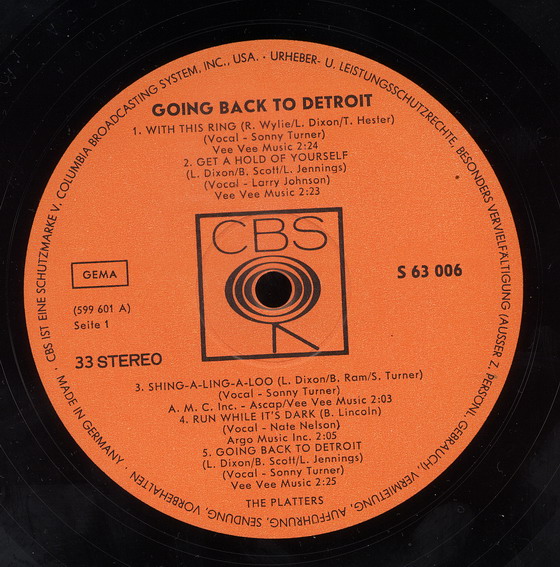 CBS IST EINE SCHUTZMARKE V. COLUMBIA BROADCASTING SYSTEM, INC., USA. · URHEBER- U. LEISTUNGSSCHUTZRECHTE, BESONDERS VERVIELFÄLTIGUNG (AUSSER Z. PERSÖNL. GEBRAUCH), VERMIETUNG, AUFFÜHRUNG, SENDUNG, VORBEHALTEN · MADE IN GERMANY ·
GOING BACK TO DETROIT
1. WITH THIS RING (R. Wylie/L. Dixon/T. Hester)
(Vocal - Sonny Turner)
Vee Vee Music 2:24
2. GET A HOLD OF YOURSELF
(L. Dixon/B. Scott/L. Jennings)
(Vocal - Larry Johnson)
Vee Vee Music 2:23
CBS
GEMA
S 63 006
(599 601 A)
Seite 1
R
33 STEREO
3. SHING-A-LING-A-LOO (L. Dixon/B. Ram/S. Turner)
(Vocal - Sonny Turner)
A. M. C. Inc. - Ascap/Vee Vee Music 2:03
4. RUN WHILE IT'S DARK (B. Lincoln)
(Vocal - Nate Nelson)
Argo Music Inc. 2:05
5. GOING BACK TO DETROIT
(L. Dixon/B. Scott/L. Jennings)
(Vocal - Sonny Turner)
Vee Vee Music 2:25
THE PLATTERS